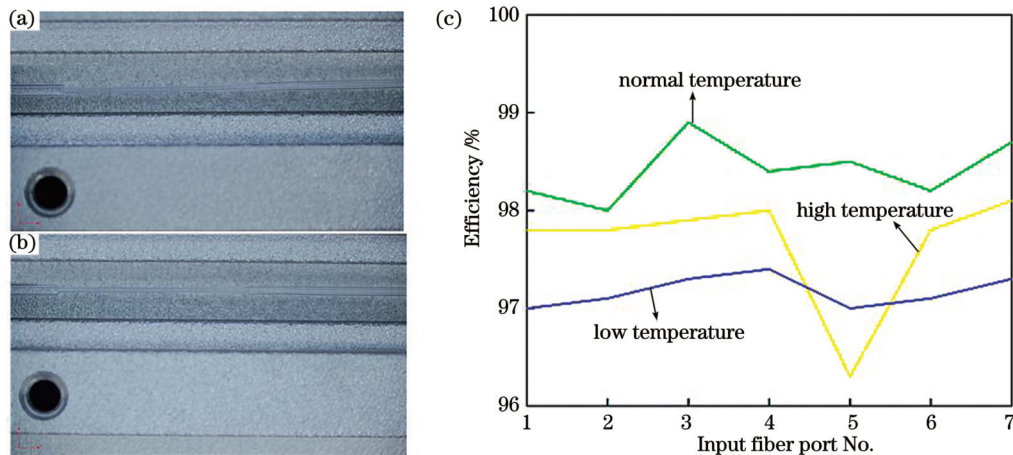 (a)
(b)
(c)
100
99
98
97
96
Efficiency /%
normal temperature
high temperature
low temperature
1 2 3 4 5 6 7
Input fiber port No.